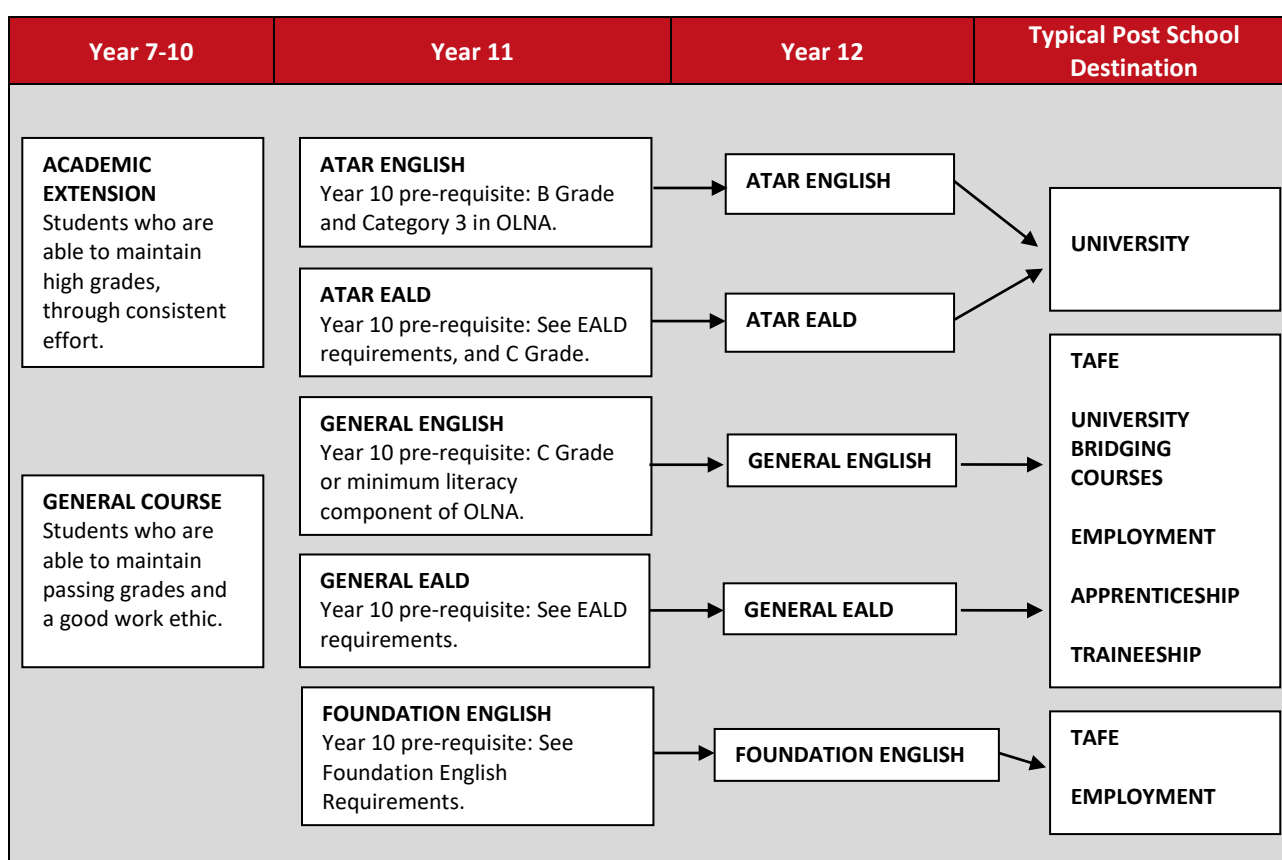 Year 7-10
Year 11
Year 12
Typical Post School
Destination
ACADEMIC
EXTENSION
Students who are
able to maintain
high grades,
through consistent
effort.
GENERAL COURSE
Students who are
able to maintain
passing grades and
a good work ethic.
ATAR ENGLISH
Year 10 pre-requisite: B Grade
and Category 3 in OLNA.
ATAR EALD
Year 10 pre-requisite: See EALD
requirements, and C Grade.
GENERAL ENGLISH
Year 10 pre-requisite: C Grade
or minimum literacy
component of OLNA.
GENERAL EALD
Year 10 pre-requisite: See EALD
requirements.
FOUNDATION ENGLISH
Year 10 pre-requisite: See
Foundation English
Requirements.
ATAR ENGLISH
ATAR EALD
GENERAL ENGLISH
GENERAL EALD
FOUNDATION ENGLISH
UNIVERSITY
TAFE
UNIVERSITY
BRIDGING
COURSES
EMPLOYMENT
APPRENTICESHIP
TRAINEESHIP
TAFE
EMPLOYMENT